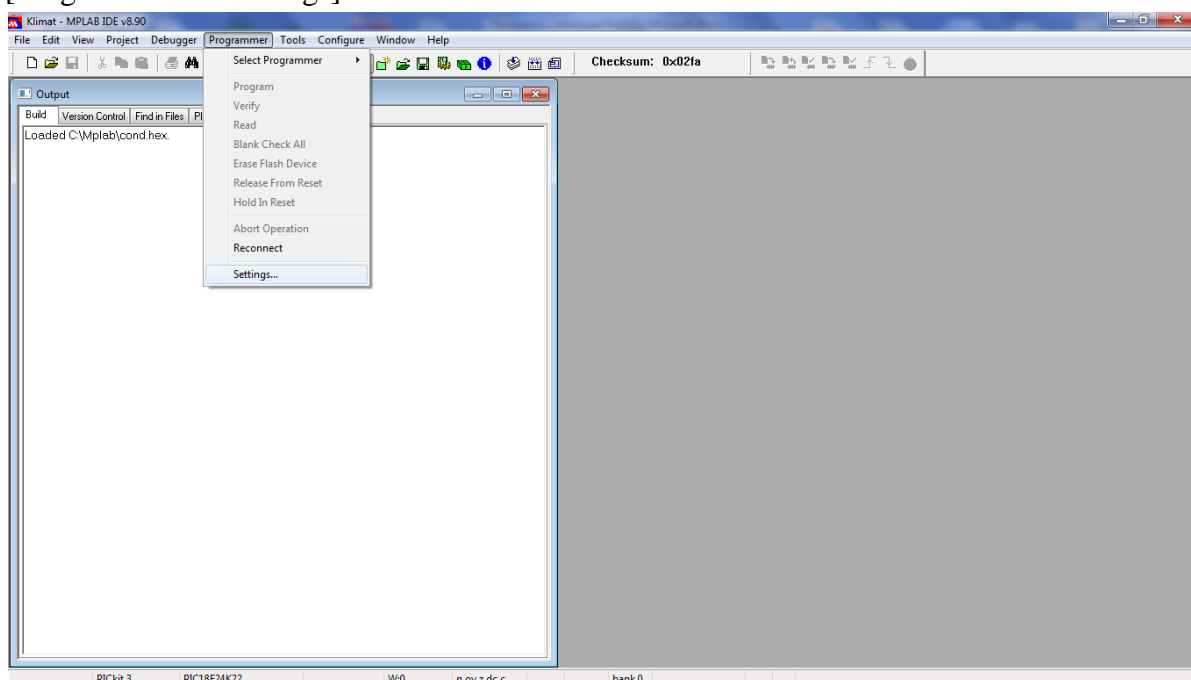 Klimat - MPLAB IDE v8.90
File Edit View Project Debugger Programmer Tools Configure Window Help
Checksum: 0x02fa
Select Programmer
Program
Verify
Read
Blank Check All
Erase Flash Device
Release From Reset
Hold In Reset
Abort Operation
Reconnect
Settings...
Output
Build Version Control Find in Files
Loaded C:\Mplab\cond.hex.
PICkit 3 PIC18F24K22 W:0 n ov z dc c bank 0